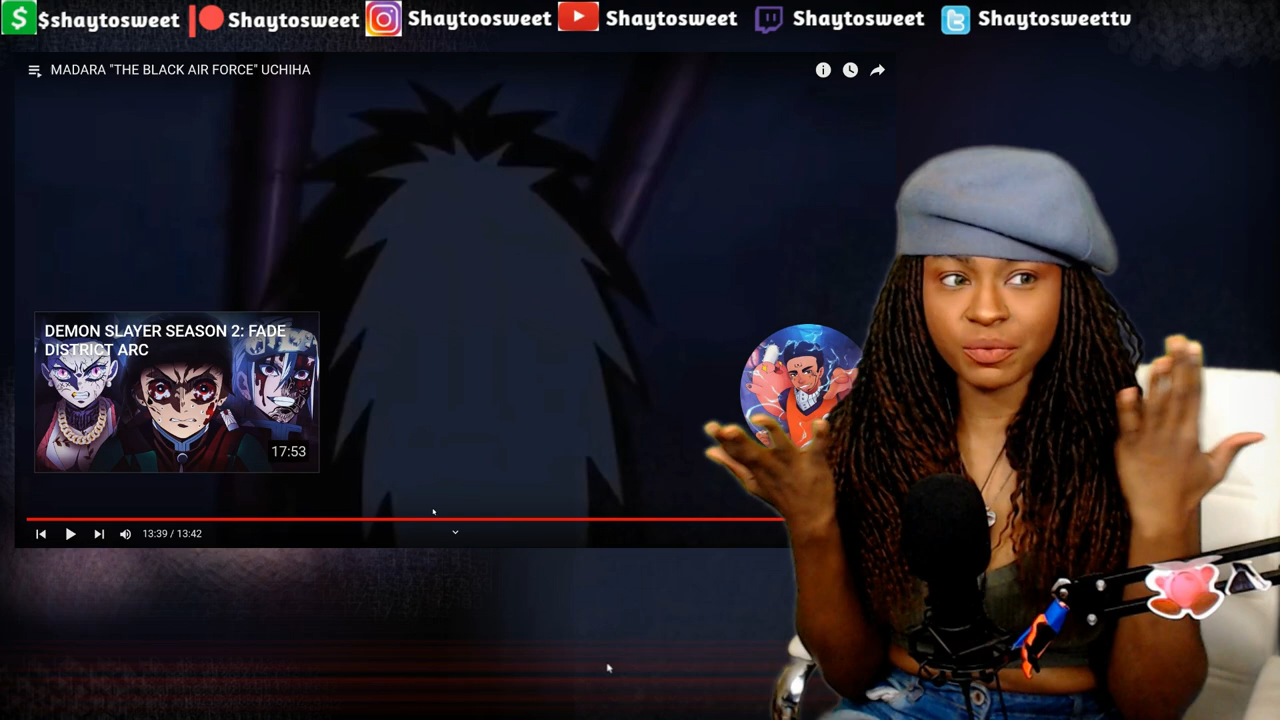 $shaytosweet Shaytosweet Shaytoosweet Shaytosweet Shaytosweet Shaytosweettv
MADARA "THE BLACK AIR FORCE" UCHIHA
DEMON SLAYER SEASON 2: FADE
DISTRICT ARC
17:53
13:39 / 13:42